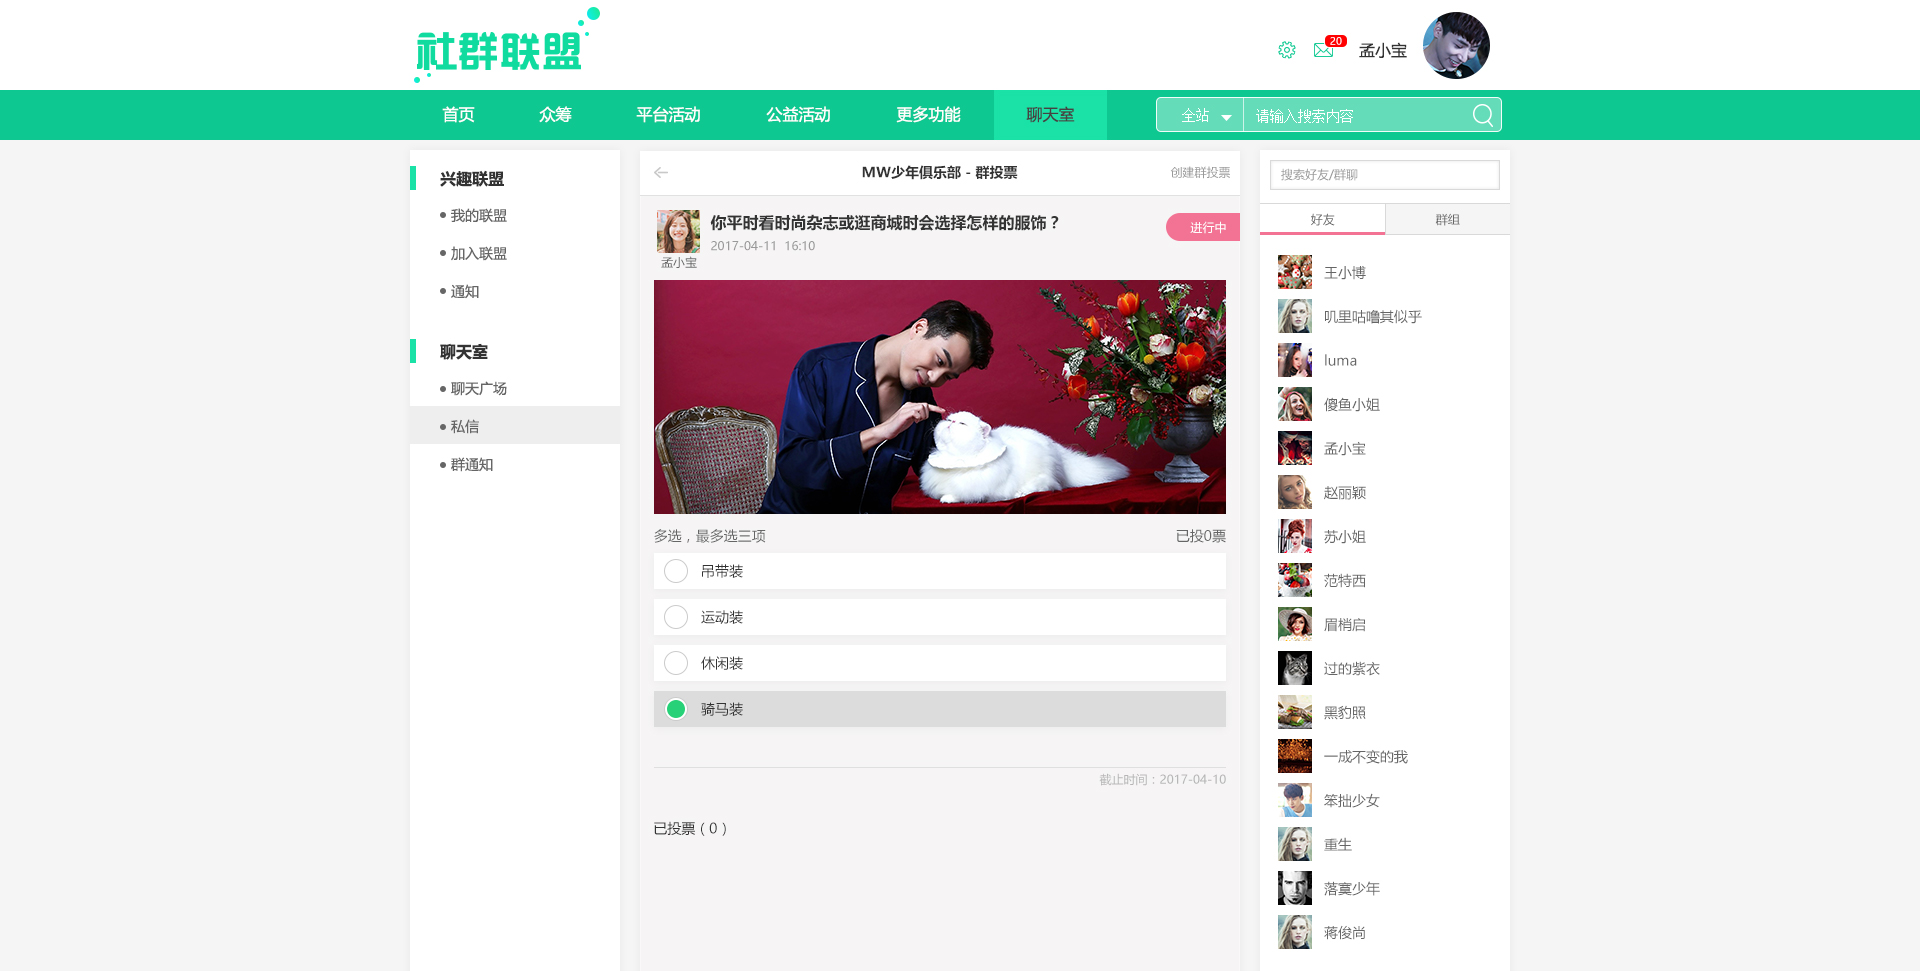 社群联盟
20
孟小宝
首页
众筹
平台活动
公益活动
更多功能
聊天室
全站
请输入搜索内容
兴趣联盟
我的联盟
加入联盟
通知
聊天室
聊天广场
私信
群通知
MW少年俱乐部 - 群投票
创建群投票
你平时看时尚杂志或逛商城时会选择怎样的服饰？
2017-04-11 16:10
进行中
孟小宝
多选，最多选三项
已投0票
吊带装
运动装
休闲装
骑马装
截止时间：2017-04-10
已投票（0）
搜索好友/群聊
好友
群组
王小博
叽里咕噜其似乎
luma
傻鱼小姐
孟小宝
赵丽颖
苏小姐
范特西
眉梢启
过的紫衣
黑豹照
一成不变的我
笨拙少女
重生
落寞少年
蒋俊尚